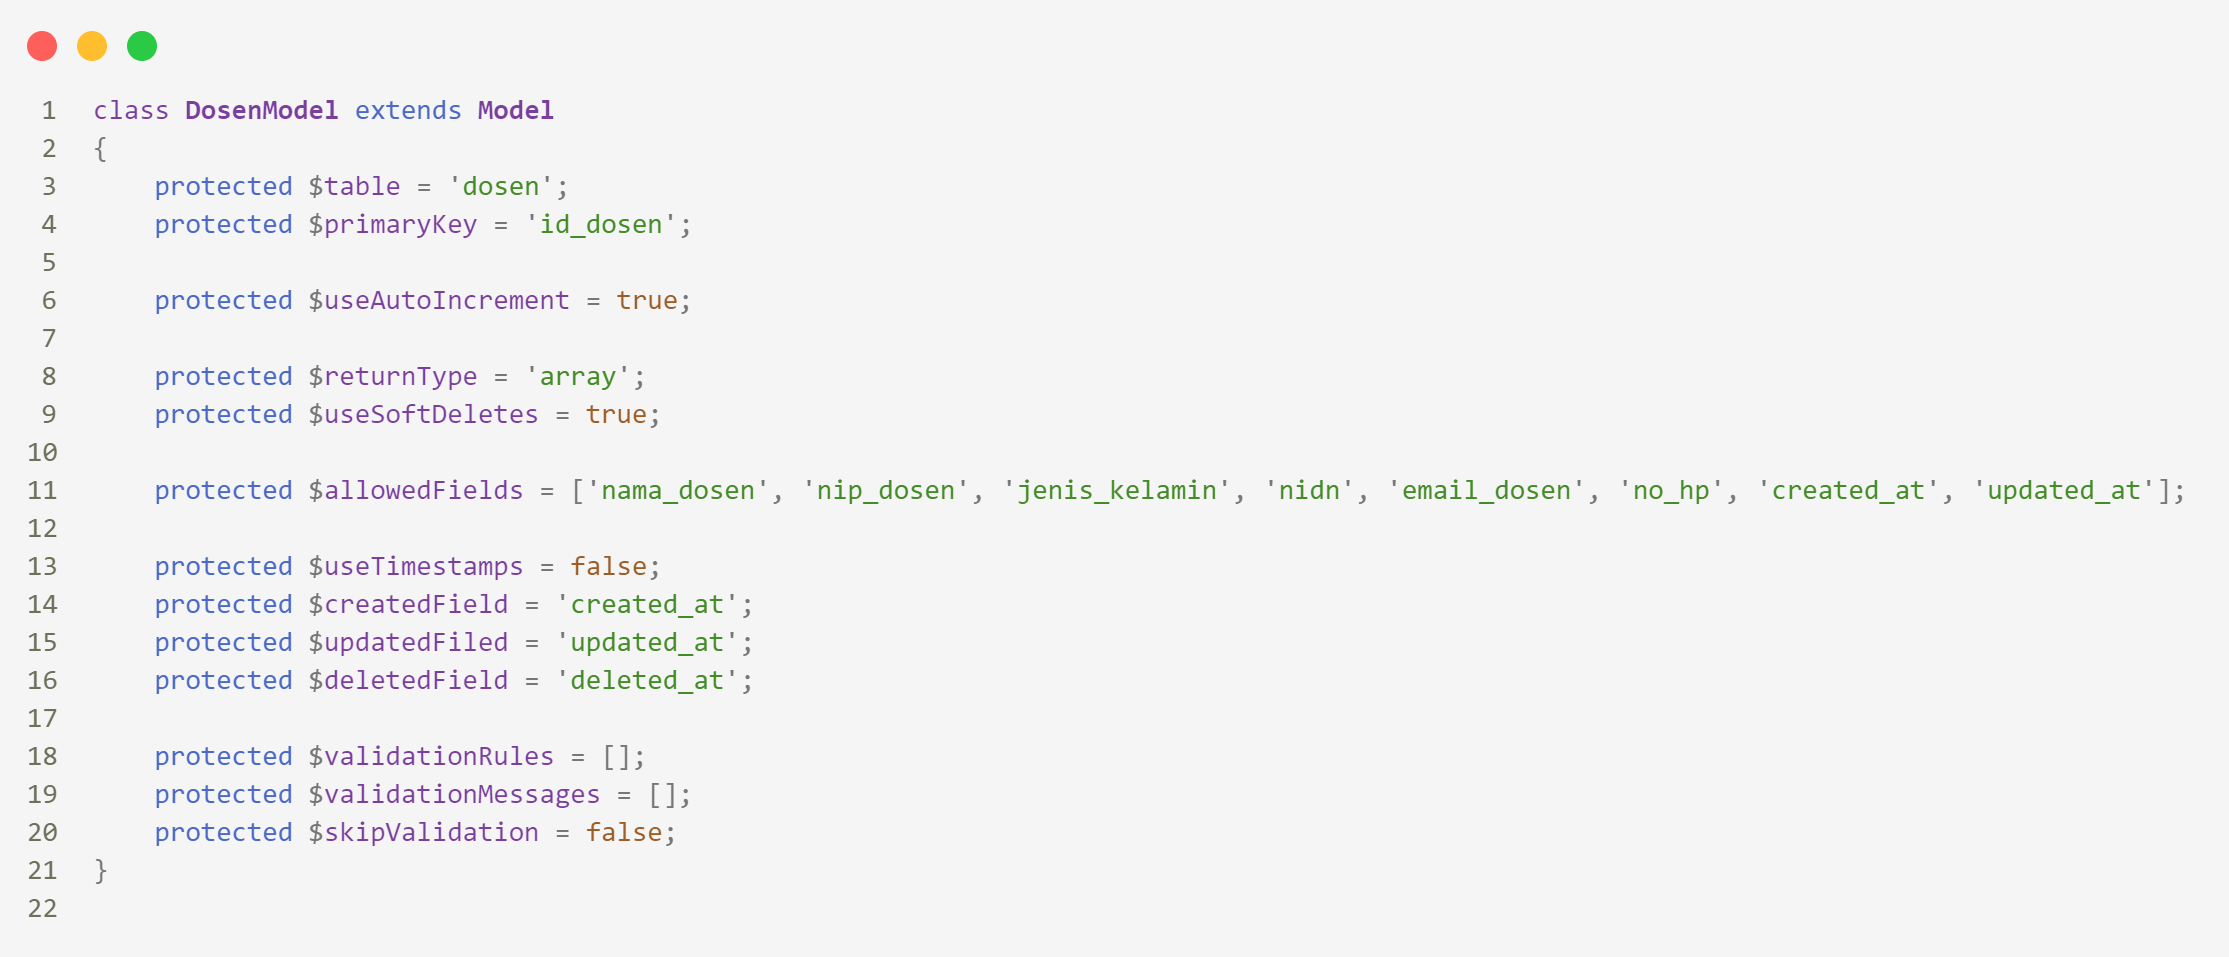 1 class DosenModel extends Model
2 {
3     protected $table = 'dosen';
4     protected $primaryKey = 'id_dosen';
5
6     protected $useAutoIncrement = true;
7
8     protected $returnType = 'array';
9     protected $useSoftDeletes = true;
10
11     protected $allowedFields = ['nama_dosen', 'nip_dosen', 'jenis_kelamin', 'nidn', 'email_dosen', 'no_hp', 'created_at', 'updated_at'];
12
13     protected $useTimestamps = false;
14     protected $createdField = 'created_at';
15     protected $updatedFiled = 'updated_at';
16     protected $deletedField = 'deleted_at';
17
18     protected $validationRules = [];
19     protected $validationMessages = [];
20     protected $skipValidation = false;
21 }
22